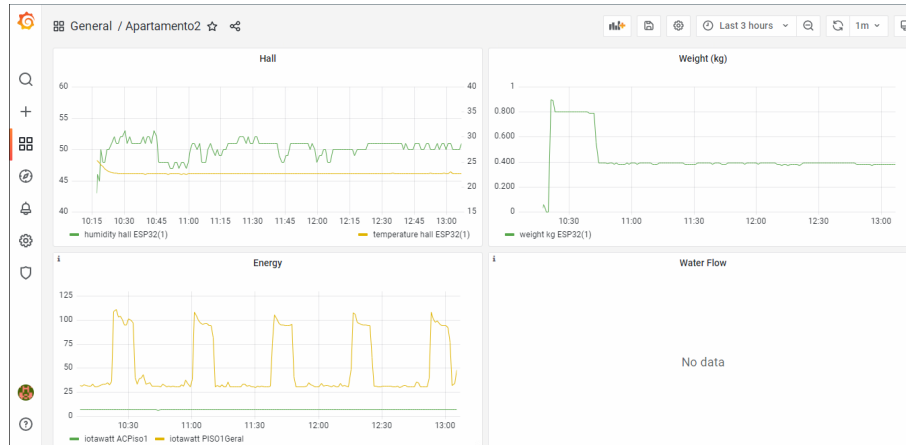 General / Apartamento2
Last 3 hours
1m
Hall
60
55
50
45
40
40
35
30
25
20
15
10:15 10:30 10:45 11:00 11:15 11:30 11:45 12:00 12:15 12:30 12:45 13:00
humidity hall ESP32(1) temperature hall ESP32(1)
Weight (kg)
1
0.800
0.600
0.400
0.200
0
10:30 11:00 11:30 12:00 12:30 13:00
weight kg ESP32(1)
i
Energy
125
100
75
50
25
0
10:30 11:00 11:30 12:00 12:30 13:00
iotawatt ACPiso1 iotawatt PISO1Geral
i
Water Flow
No data